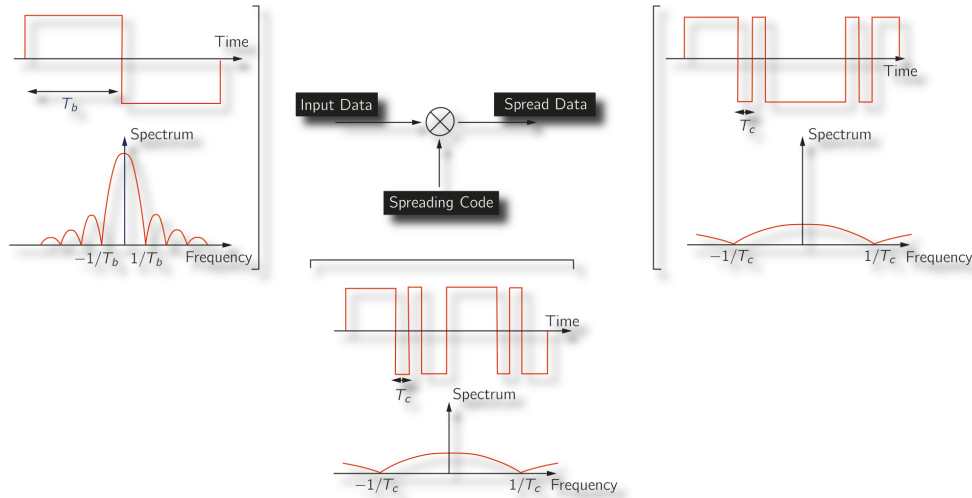 Time
T_b
Spectrum
−1/T_b 1/T_b Frequency
Input Data
Spread Data
Spreading Code
Time
T_c
Spectrum
−1/T_c 1/T_c Frequency
Time
T_c
Spectrum
−1/T_c 1/T_c Frequency